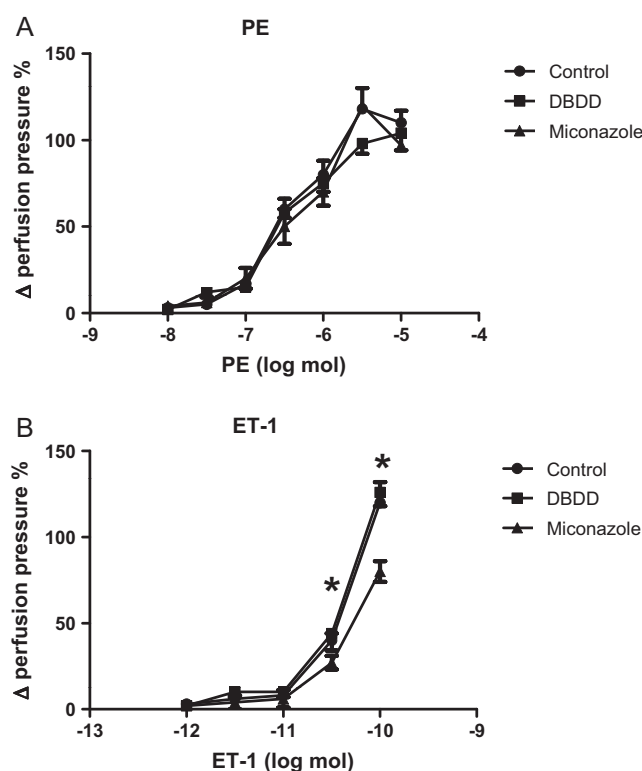 A
PE
Δ perfusion pressure %
150
100
50
0
-9
-8
-7
-6
-5
-4
PE (log mol)
Control
DBDD
Miconazole
B
ET-1
Δ perfusion pressure %
150
100
50
0
*
*
-13
-12
-11
-10
-9
ET-1 (log mol)
Control
DBDD
Miconazole